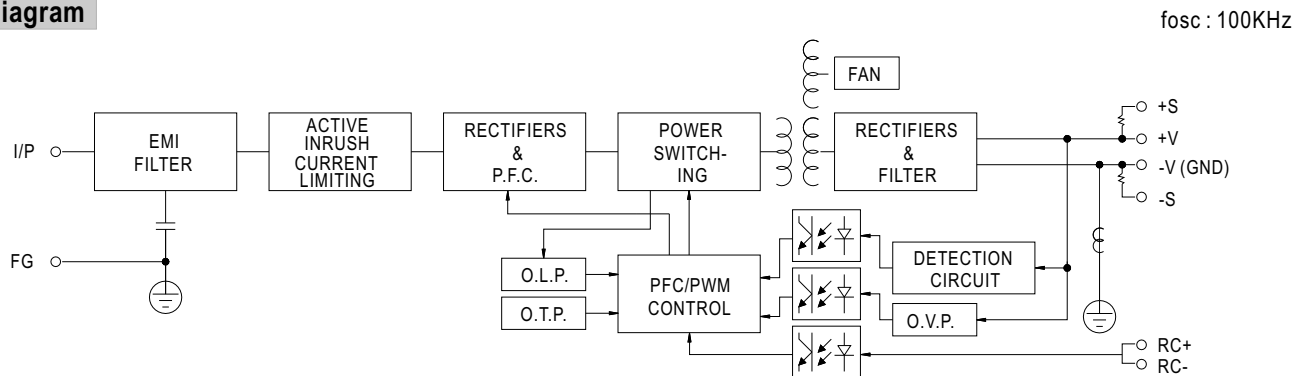 iagram
fosc : 100KHz
FAN
I/P
EMI
FILTER
ACTIVE
INRUSH
CURRENT
LIMITING
RECTIFIERS
&
P.F.C.
POWER
SWITCH-
ING
RECTIFIERS
&
FILTER
+S
+V
-V (GND)
-S
FG
O.L.P.
O.T.P.
PFC/PWM
CONTROL
DETECTION
CIRCUIT
O.V.P.
RC+
RC-